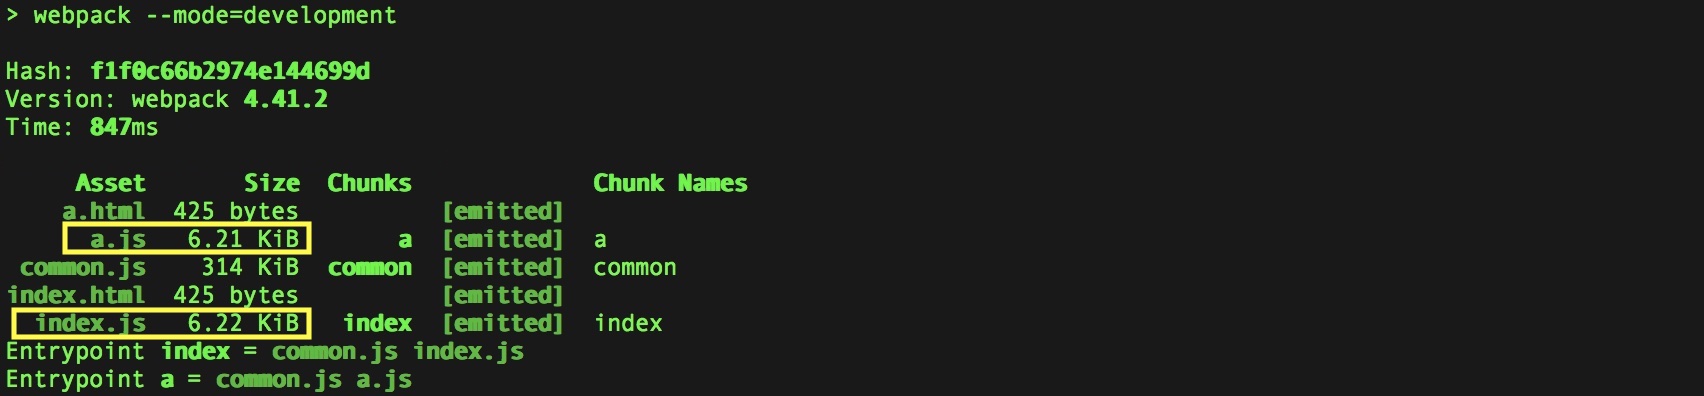 > webpack --mode=development
Hash: f1f0c66b2974e144699d
Version: webpack 4.41.2
Time: 847ms
Asset Size Chunks Chunk Names
a.html 425 bytes [emitted]
a.js 6.21 KiB a [emitted] a
common.js 314 KiB common [emitted] common
index.html 425 bytes [emitted]
index.js 6.22 KiB index [emitted] index
Entrypoint index = common.js index.js
Entrypoint a = common.js a.js